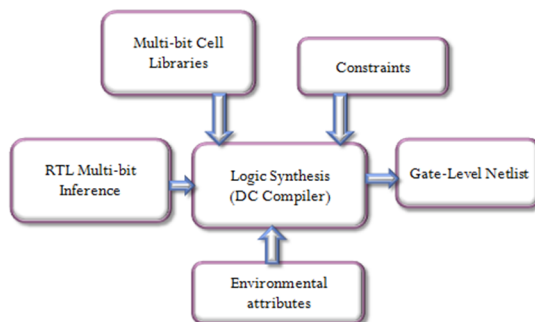 Multi-bit Cell
Libraries
Constraints
RTL Multi-bit
Inference
Logic Synthesis
(DC Compiler)
Gate-Level Netlist
Environmental
attributes